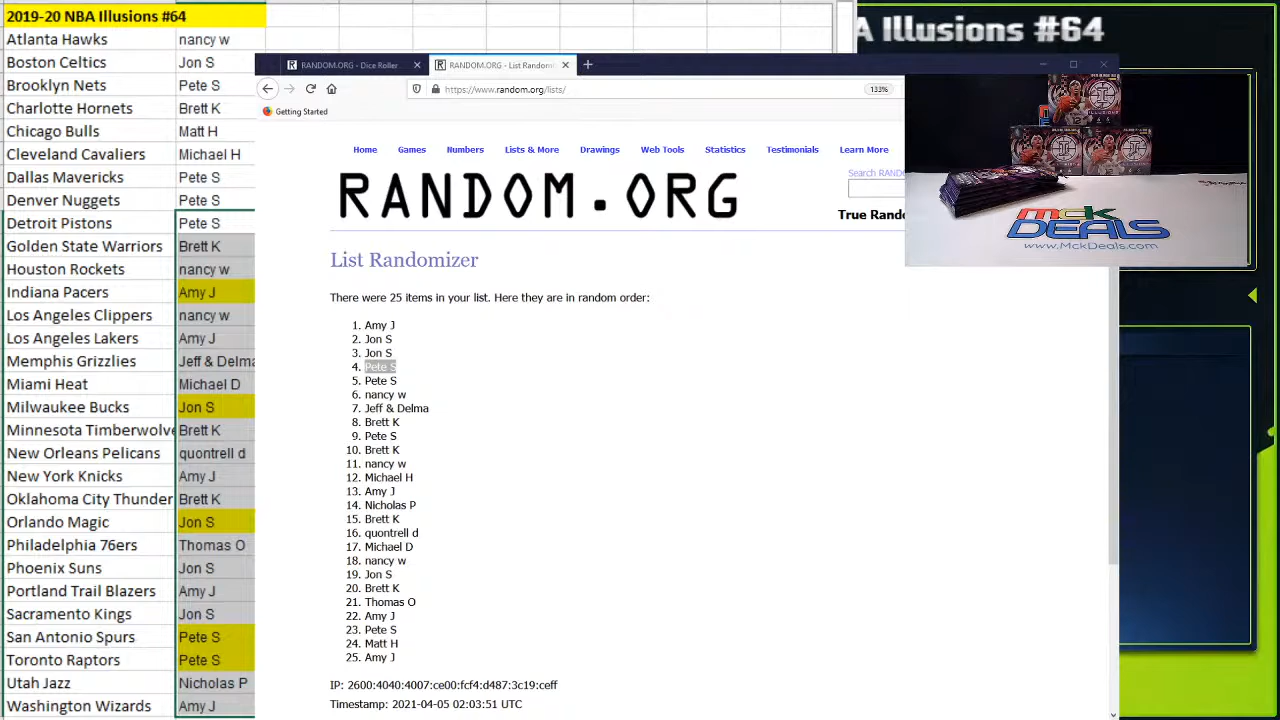 2019-20 NBA Illusions #64
Atlanta Hawks nancy w
Boston Celtics Jon S
Brooklyn Nets Pete S
Charlotte Hornets Brett K
Chicago Bulls Matt H
Cleveland Cavaliers Michael H
Dallas Mavericks Pete S
Denver Nuggets Pete S
Detroit Pistons Pete S
Golden State Warriors Brett K
Houston Rockets nancy w
Indiana Pacers Amy J
Los Angeles Clippers nancy w
Los Angeles Lakers Amy J
Memphis Grizzlies Jeff & Delma
Miami Heat Michael D
Milwaukee Bucks Jon S
Minnesota Timberwolve Brett K
New Orleans Pelicans quontrell d
New York Knicks Amy J
Oklahoma City Thunder Brett K
Orlando Magic Jon S
Philadelphia 76ers Thomas O
Phoenix Suns Jon S
Portland Trail Blazers Amy J
Sacramento Kings Jon S
San Antonio Spurs Pete S
Toronto Raptors Pete S
Utah Jazz Nicholas P
Washington Wizards Amy J
A Illusions #64
RANDOM.ORG - Dice Roller
RANDOM.ORG - List Randomi
https://www.random.org/lists/
133%
Getting Started
Home Games Numbers Lists & More Drawings Web Tools Statistics Testimonials Learn More
RANDOM.ORG
Search RAND
True Rando
MCK
DEALS
www.MckDeals.com
ILLUSIONS
List Randomizer
There were 25 items in your list. Here they are in random order:
1. Amy J
2. Jon S
3. Jon S
4. Pete S
5. Pete S
6. nancy w
7. Jeff & Delma
8. Brett K
9. Pete S
10. Brett K
11. nancy w
12. Michael H
13. Amy J
14. Nicholas P
15. Brett K
16. quontrell d
17. Michael D
18. nancy w
19. Jon S
20. Brett K
21. Thomas O
22. Amy J
23. Pete S
24. Matt H
25. Amy J
IP: 2600:4040:4007:ce00:fcf4:d487:3c19:ceff
Timestamp: 2021-04-05 02:03:51 UTC